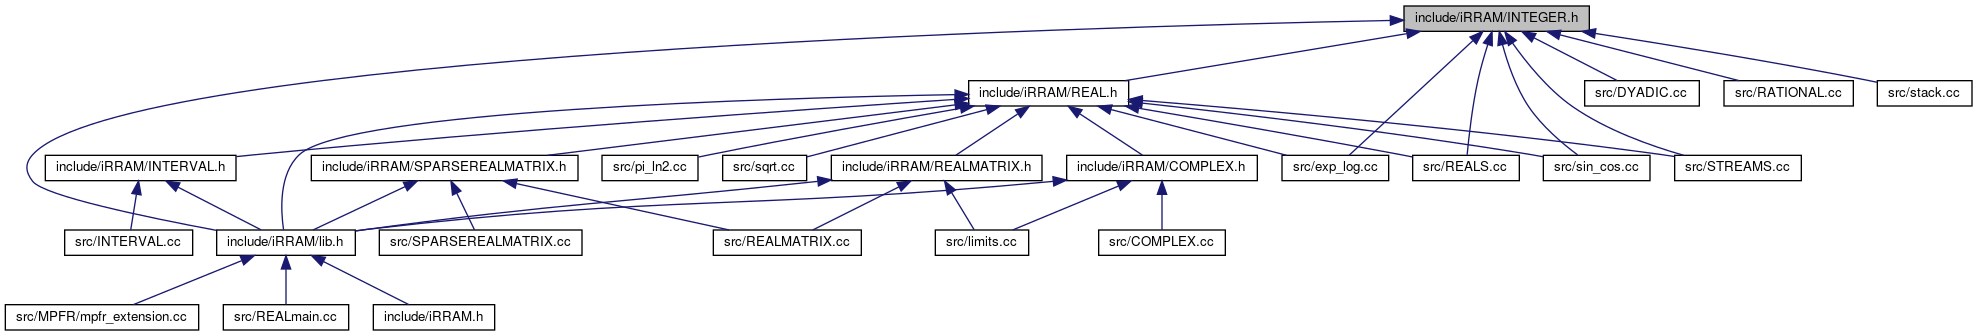 include/iRRAM/INTEGER.h
include/iRRAM/REAL.h
src/DYADIC.cc
src/RATIONAL.cc
src/stack.cc
include/iRRAM/INTERVAL.h
include/iRRAM/SPARSEREALMATRIX.h
src/pi_ln2.cc
src/sqrt.cc
include/iRRAM/REALMATRIX.h
include/iRRAM/COMPLEX.h
src/exp_log.cc
src/REALS.cc
src/sin_cos.cc
src/STREAMS.cc
src/INTERVAL.cc
include/iRRAM/lib.h
src/SPARSEREALMATRIX.cc
src/REALMATRIX.cc
src/limits.cc
src/COMPLEX.cc
src/MPFR/mpfr_extension.cc
src/REALmain.cc
include/iRRAM.h